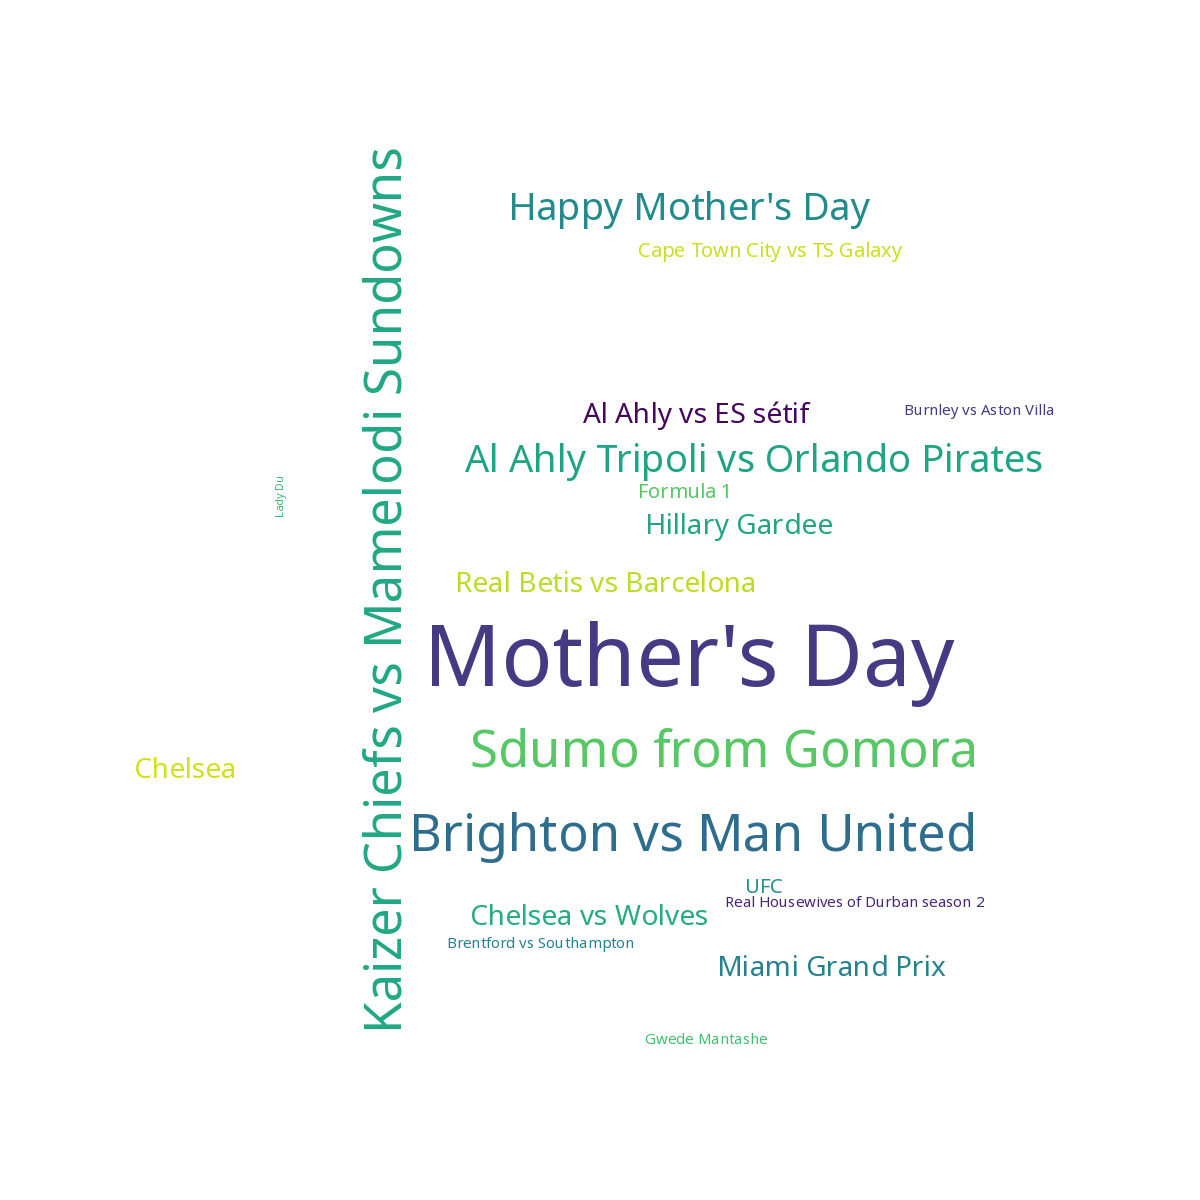 Happy Mother's Day
Cape Town City vs TS Galaxy
Kaizer Chiefs vs Mamelodi Sundowns
Al Ahly vs ES sétif
Burnley vs Aston Villa
Al Ahly Tripoli vs Orlando Pirates
Formula 1
Lady Du
Hillary Gardee
Real Betis vs Barcelona
Mother's Day
Sdumo from Gomora
Chelsea
Brighton vs Man United
UFC
Real Housewives of Durban season 2
Chelsea vs Wolves
Brentford vs Southampton
Miami Grand Prix
Gwede Mantashe